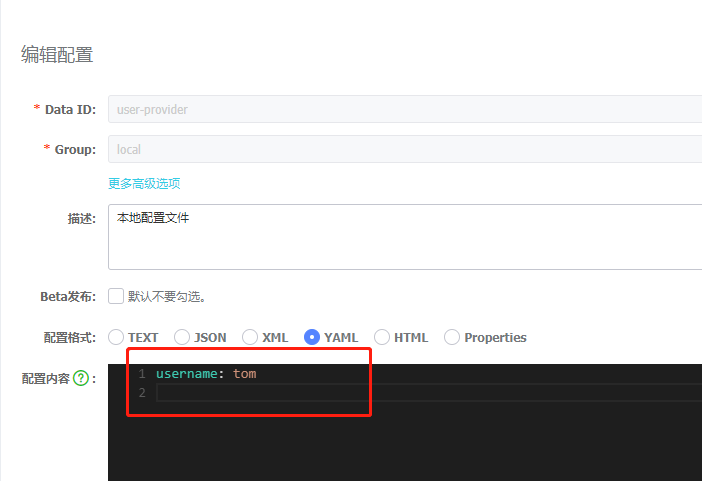 编辑配置
* Data ID: user-provider
* Group: local
更多高级选项
描述: 本地配置文件
Beta发布: 默认不要勾选。
配置格式: TEXT JSON XML YAML HTML Properties
配置内容 ? : 1 username: tom
2